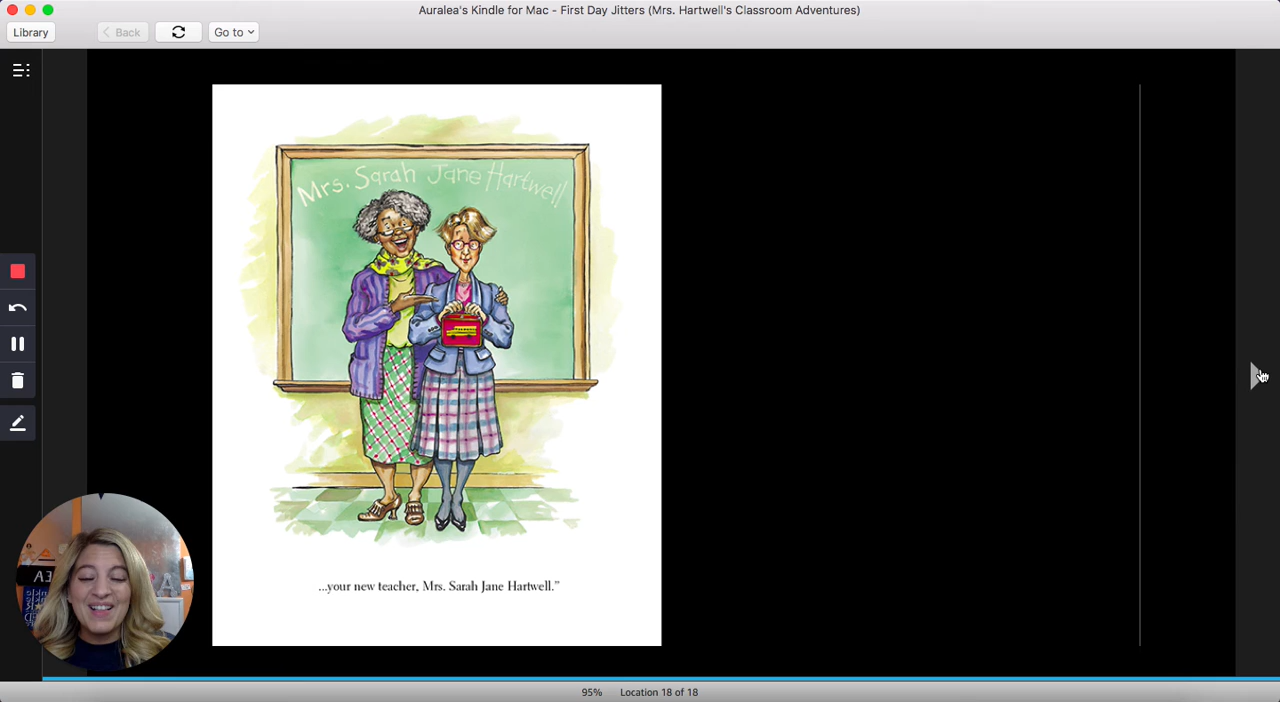 Auralea's Kindle for Mac - First Day Jitters (Mrs. Hartwell's Classroom Adventures)
Library
Back
Go to
Mrs. Sarah Jane Hartwell
...your new teacher, Mrs. Sarah Jane Hartwell.”
95% Location 18 of 18